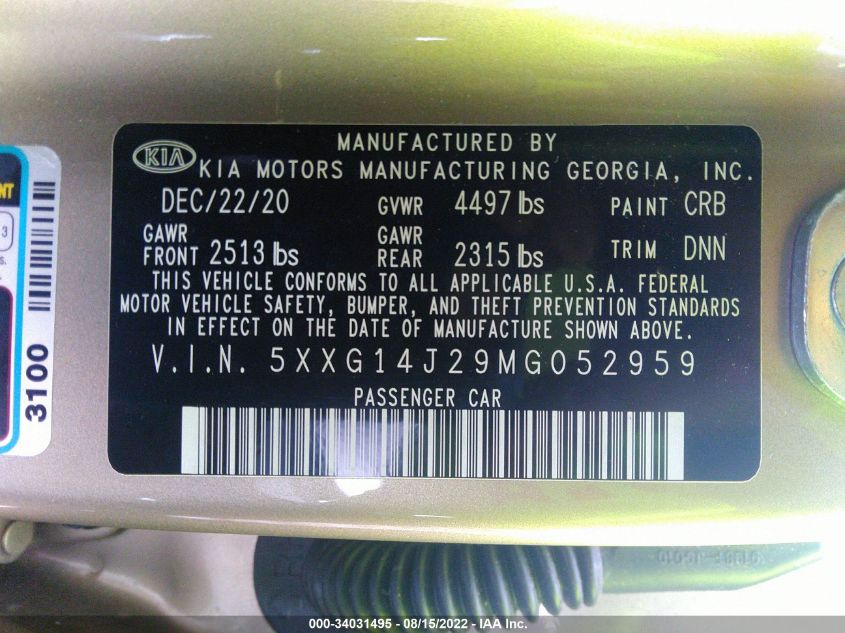 MANUFACTURED BY
KIA KIA MOTORS MANUFACTURING GEORGIA, INC.
DEC/22/20 GVWR 4497 lbs PAINT CRB
GAWR FRONT 2513 lbs GAWR REAR 2315 lbs TRIM DNN
THIS VEHICLE CONFORMS TO ALL APPLICABLE U.S.A. FEDERAL
MOTOR VEHICLE SAFETY, BUMPER, AND THEFT PREVENTION STANDARDS
IN EFFECT ON THE DATE OF MANUFACTURE SHOWN ABOVE.
V.I.N. 5XXG14J29MG052959
PASSENGER CAR
3100
000-34031495 - 08/15/2022 - IAA Inc.